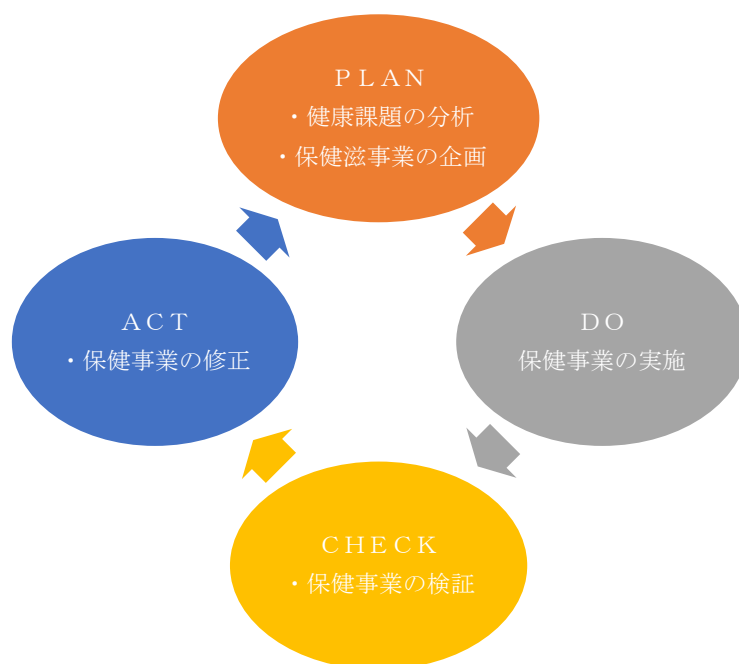 ＰＬＡＮ
・健康課題の分析
・保健滋事業の企画
ＡＣＴ
・保健事業の修正
ＤＯ
保健事業の実施
ＣＨＥＣＫ
・保健事業の検証